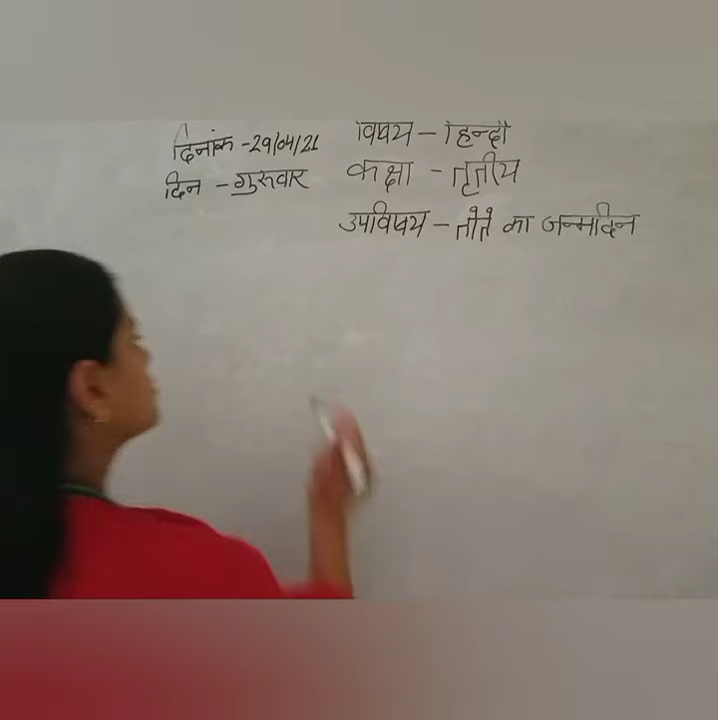 दिनांक -29/04/21
दिन - गुरुवार
विषय - हिन्दी
कक्षा - तृतीय
उपविषय - तोते का जन्मदिन